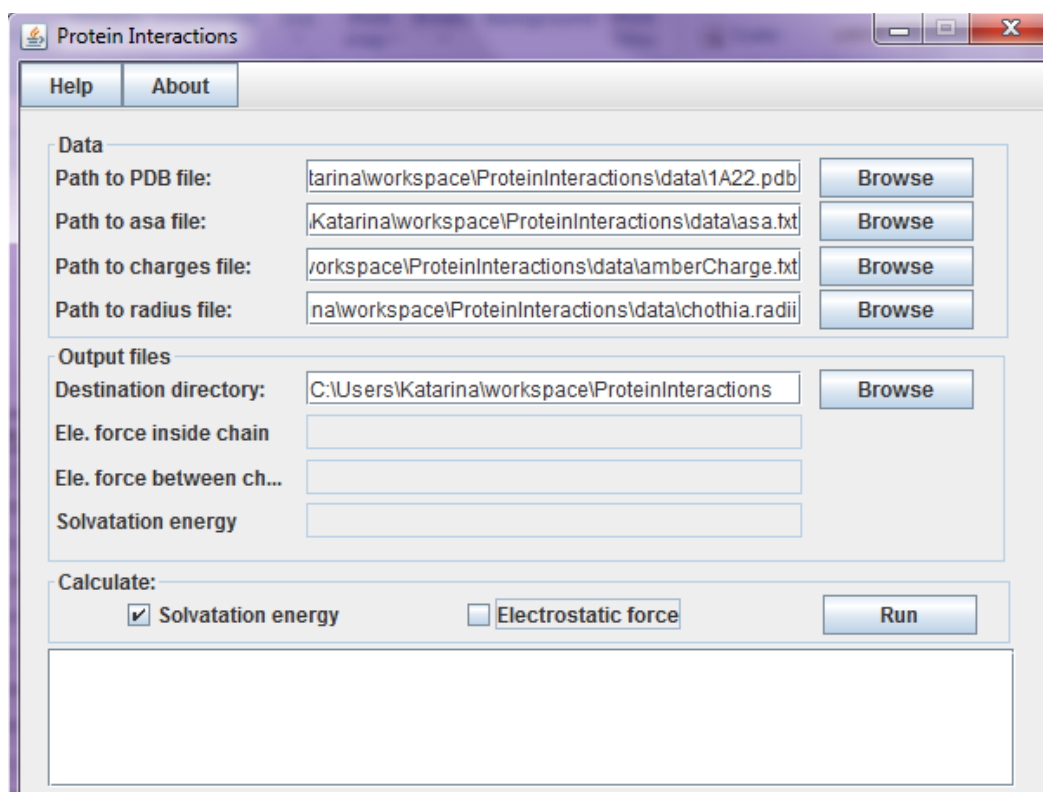 Protein Interactions
Help About
Data
Path to PDB file: tarina\workspace\ProteinInteractions\data\1A22.pdb Browse
Path to asa file: \Katarina\workspace\ProteinInteractions\data\asa.txt Browse
Path to charges file: workspace\ProteinInteractions\data\amberCharge.txt Browse
Path to radius file: na\workspace\ProteinInteractions\data\chothia.radii Browse
Output files
Destination directory: C:\Users\Katarina\workspace\ProteinInteractions Browse
Ele. force inside chain
Ele. force between ch...
Solvatation energy
Calculate:
Solvatation energy Electrostatic force Run